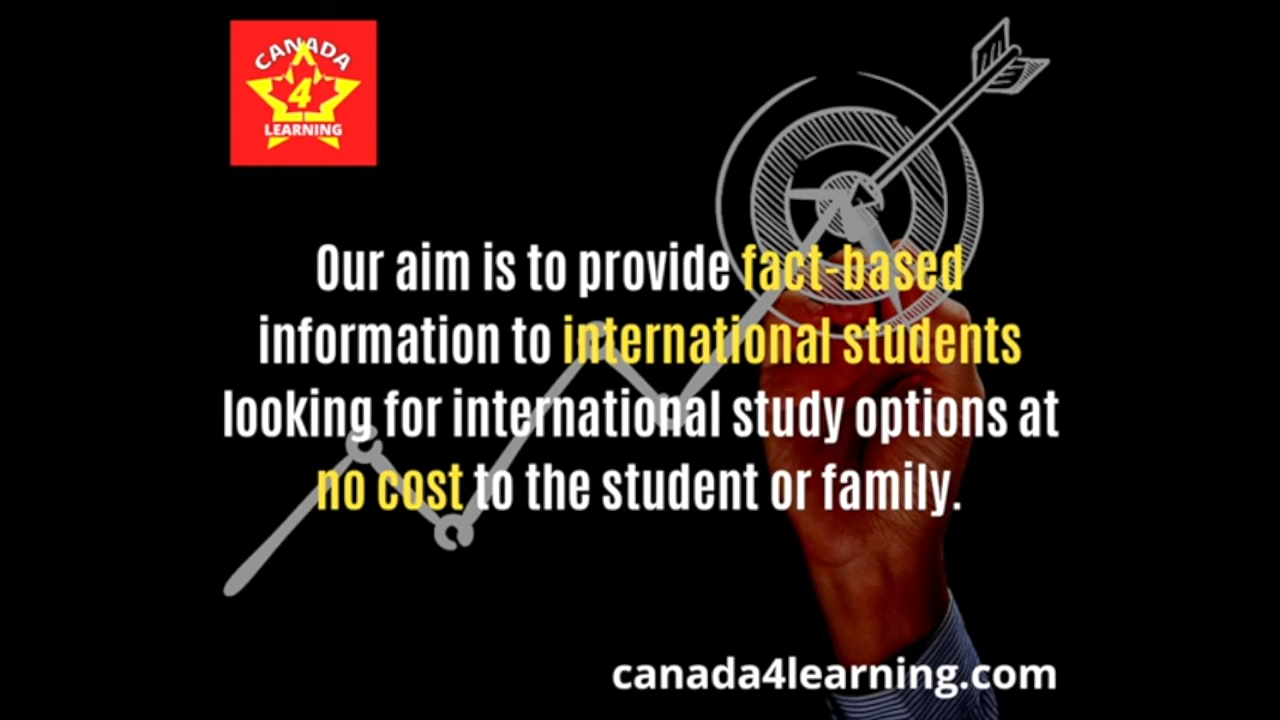 CANADA
4
LEARNING
Our aim is to provide fact-based
information to international students
looking for international study options at
no cost to the student or family.
canada4learning.com